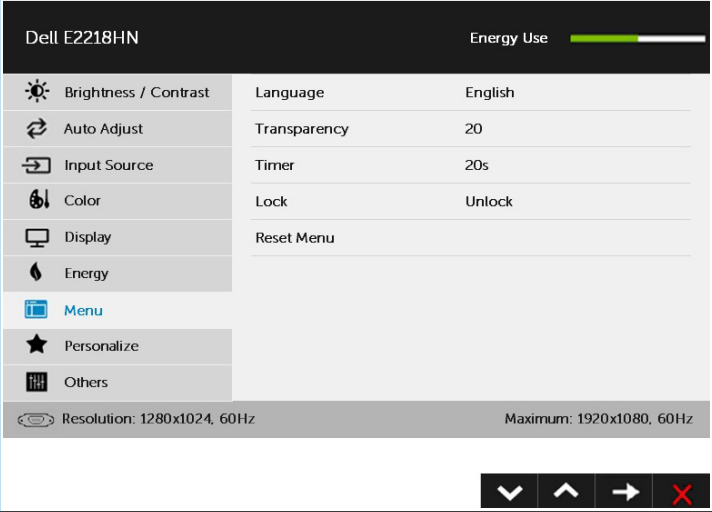 Dell E2218HN Energy Use
Brightness / Contrast Language English
Auto Adjust Transparency 20
Input Source Timer 20s
Color Lock Unlock
Display Reset Menu
Energy
Menu
Personalize
Others
Resolution: 1280x1024, 60Hz Maximum: 1920x1080, 60Hz